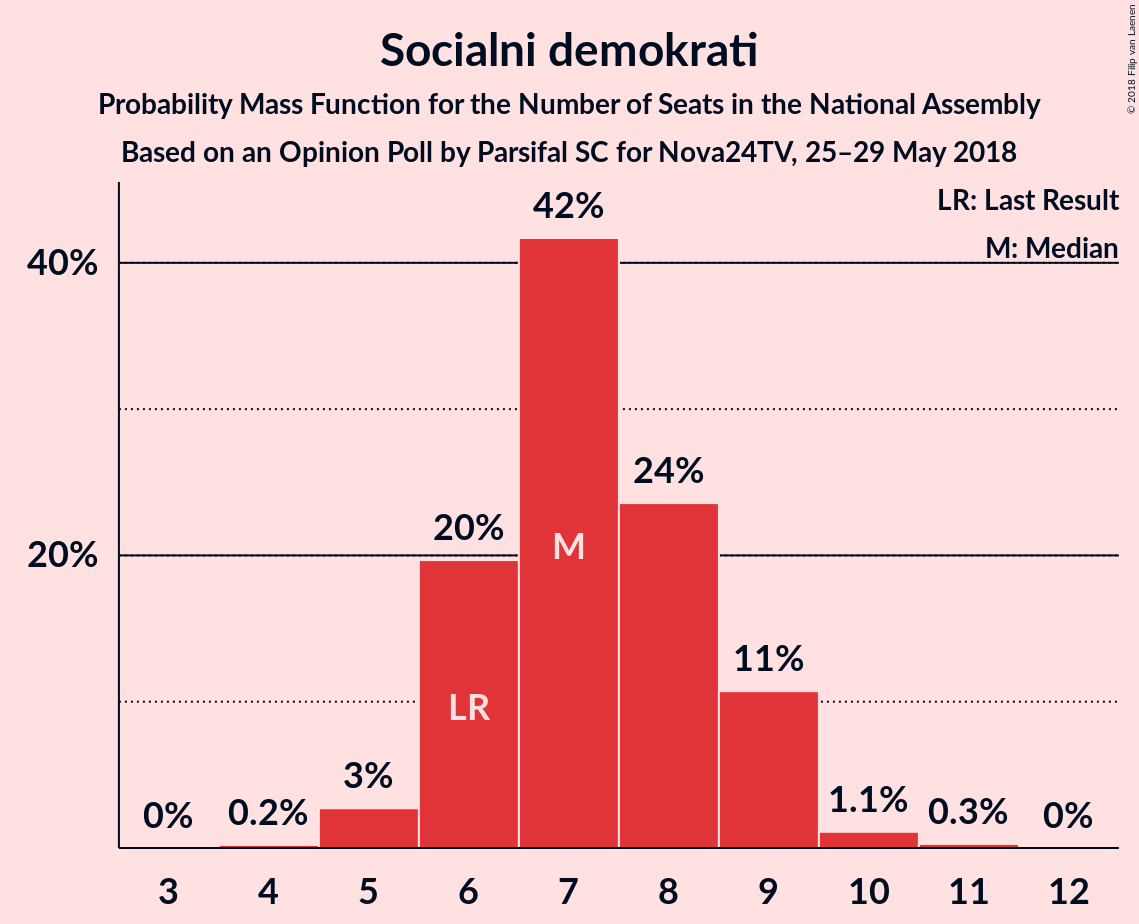 Socialni demokrati
Probability Mass Function for the Number of Seats in the National Assembly
Based on an Opinion Poll by Parsifal SC for Nova24TV, 25–29 May 2018
© 2018 Filip van Laenen
LR: Last Result
M: Median
40%
20%
0%
0.2%
3%
20%
42%
24%
11%
1.1%
0.3%
0%
LR
M
3 4 5 6 7 8 9 10 11 12